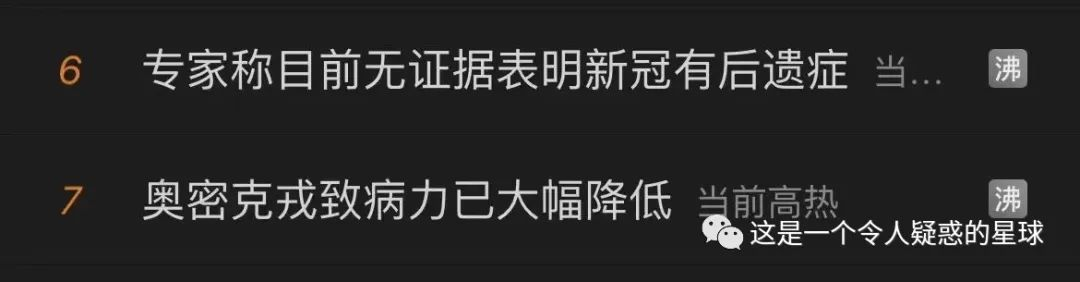 6 专家称目前无证据表明新冠有后遗症 当... 沸
7 奥密克戎致病力已大幅降低 当前高热 沸
这是一个令人疑惑的星球